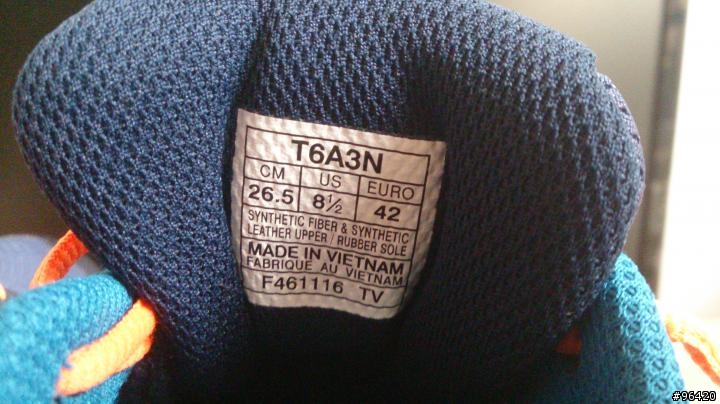 T6A3N
CM US EURO
26.5 8½ 42
SYNTHETIC FIBER & SYNTHETIC
LEATHER UPPER / RUBBER SOLE
MADE IN VIETNAM
FABRIQUE AU VIETNAM
F461116 TV
#96420